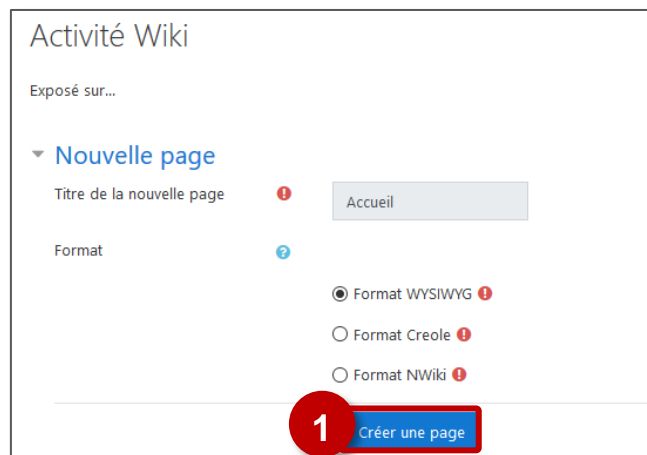 Activité Wiki
Exposé sur...
Nouvelle page
Titre de la nouvelle page
Accueil
Format
Format WYSIWYG
Format Creole
Format NWiki
1
Créer une page